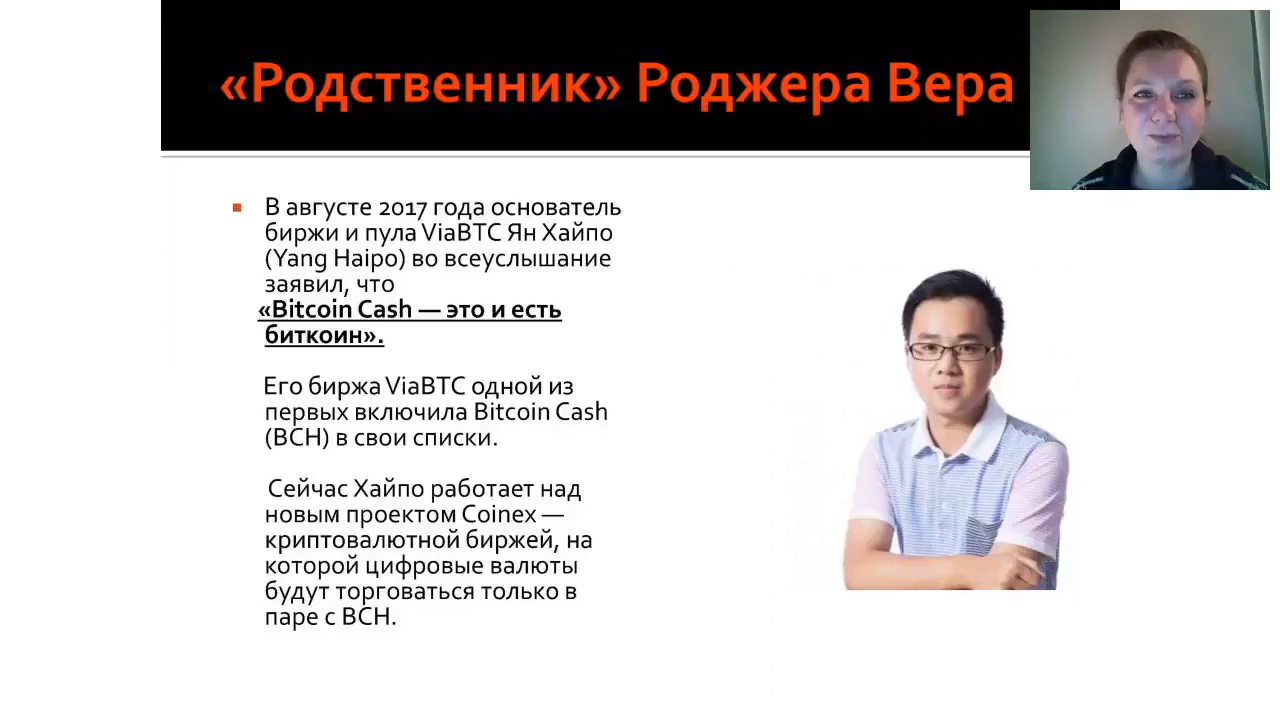 «Родственник» Роджера Вера
В августе 2017 года основатель
биржи и пула ViaBTC Ян Хайпо
(Yang Haipo) во всеуслышание
заявил, что
«Bitcoin Cash — это и есть
биткоин».
Его биржа ViaBTC одной из
первых включила Bitcoin Cash
(BCH) в свои списки.
Сейчас Хайпо работает над
новым проектом Coinex —
криптовалютной биржей, на
которой цифровые валюты
будут торговаться только в
паре с BCH.